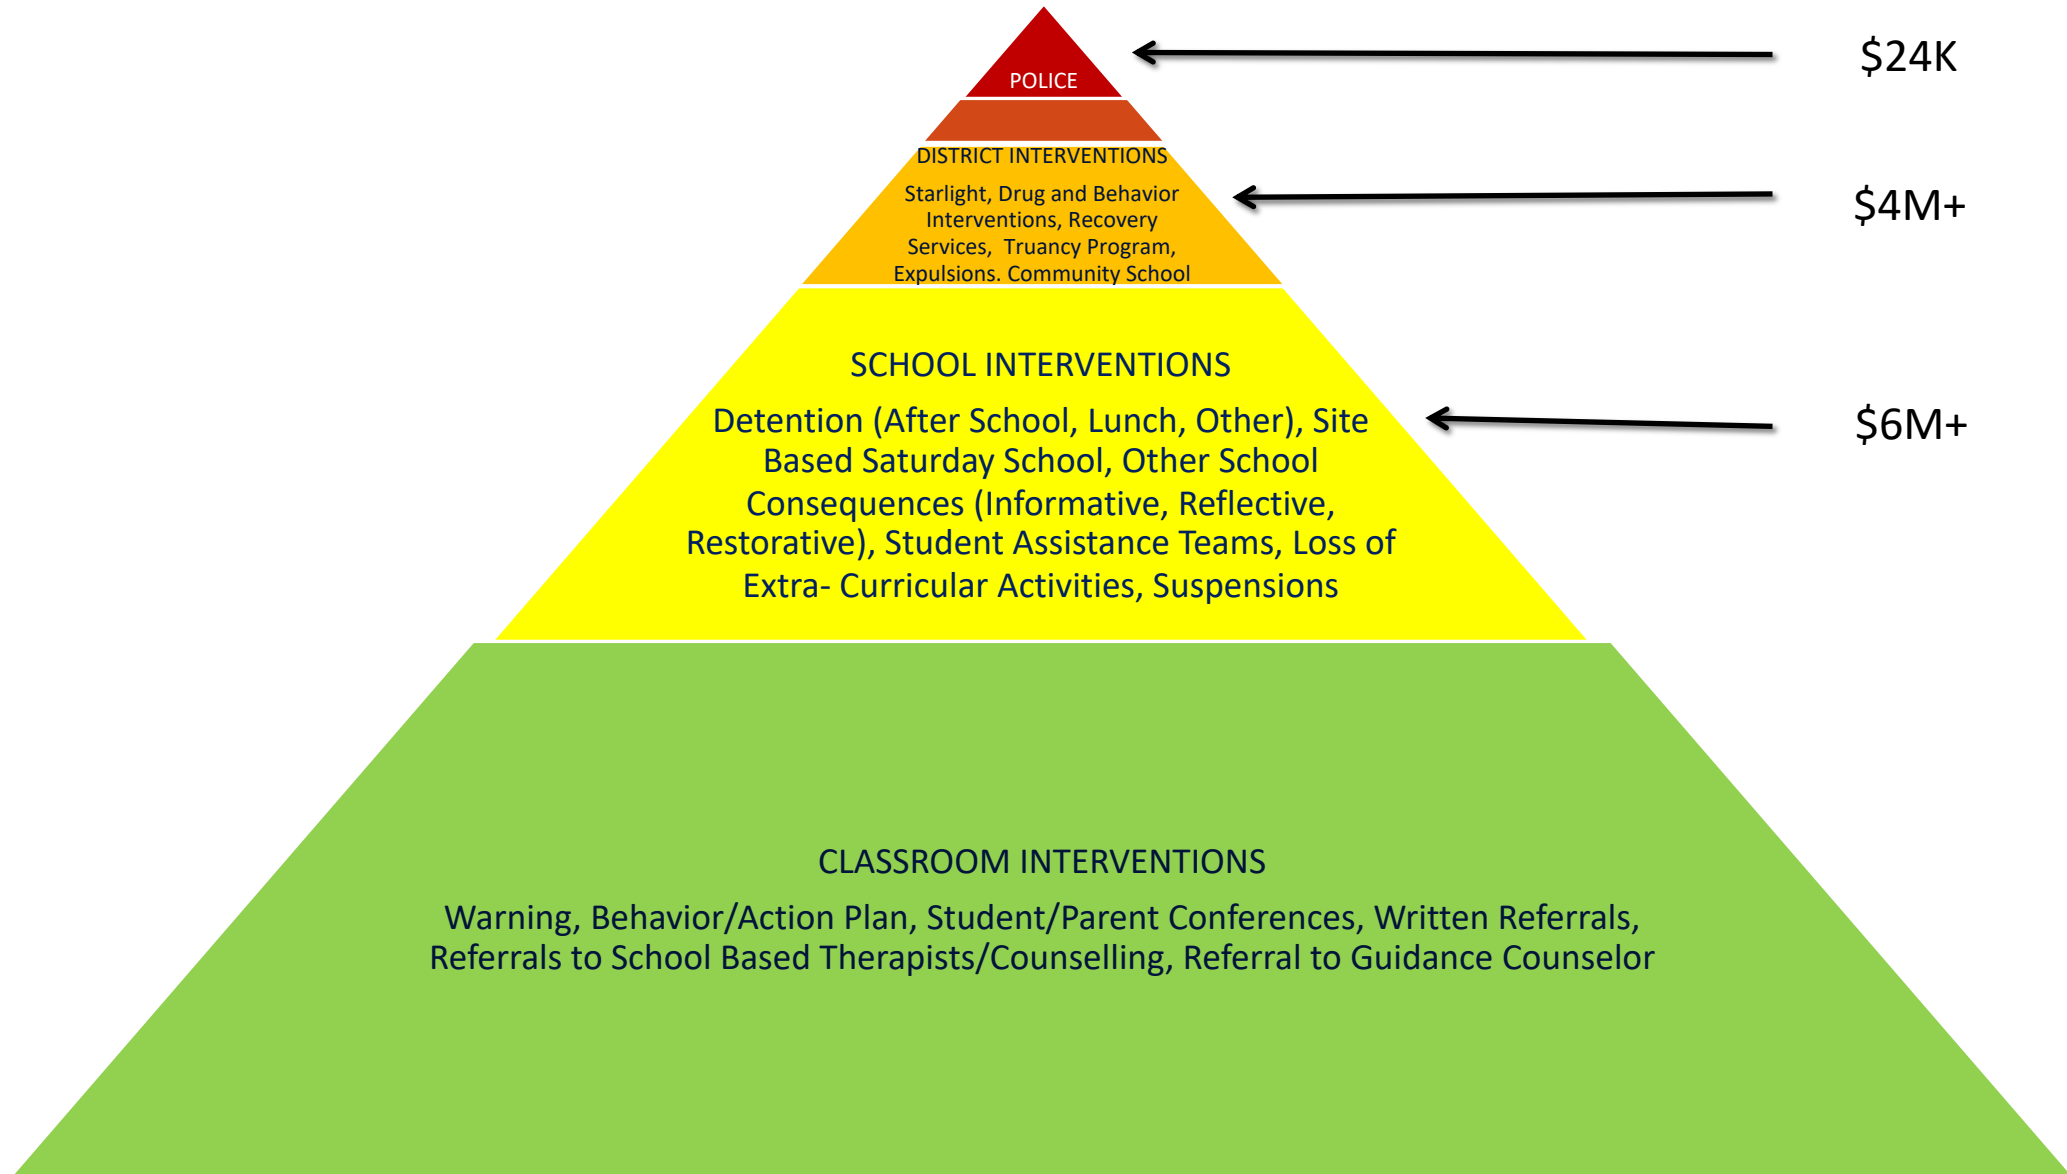 POLICE
$24K
DISTRICT INTERVENTIONS
Starlight, Drug and Behavior
Interventions, Recovery
Services, Truancy Program,
Expulsions. Community School
$4M+
SCHOOL INTERVENTIONS
Detention (After School, Lunch, Other), Site
Based Saturday School, Other School
Consequences (Informative, Reflective,
Restorative), Student Assistance Teams, Loss of
Extra- Curricular Activities, Suspensions
$6M+
CLASSROOM INTERVENTIONS
Warning, Behavior/Action Plan, Student/Parent Conferences, Written Referrals,
Referrals to School Based Therapists/Counselling, Referral to Guidance Counselor